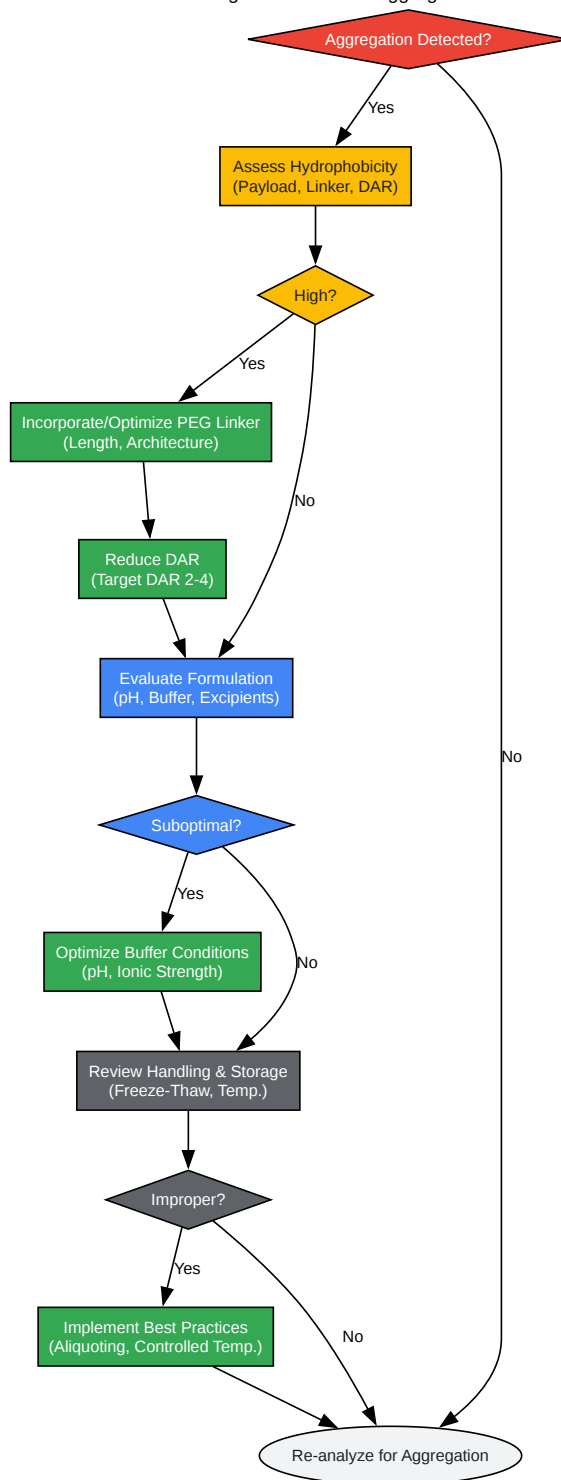 Aggregation Detected?
Yes
Assess Hydrophobicity
(Payload, Linker, DAR)
High?
Yes
Incorporate/Optimize PEG Linker
(Length, Architecture)
No
Reduce DAR
(Target DAR 2-4)
Evaluate Formulation
(pH, Buffer, Excipients)
No
Suboptimal?
Yes
Optimize Buffer Conditions
(pH, Ionic Strength)
No
Review Handling & Storage
(Freeze-Thaw, Temp.)
Improper?
Yes
Implement Best Practices
(Aliquoting, Controlled Temp.)
No
Re-analyze for Aggregation